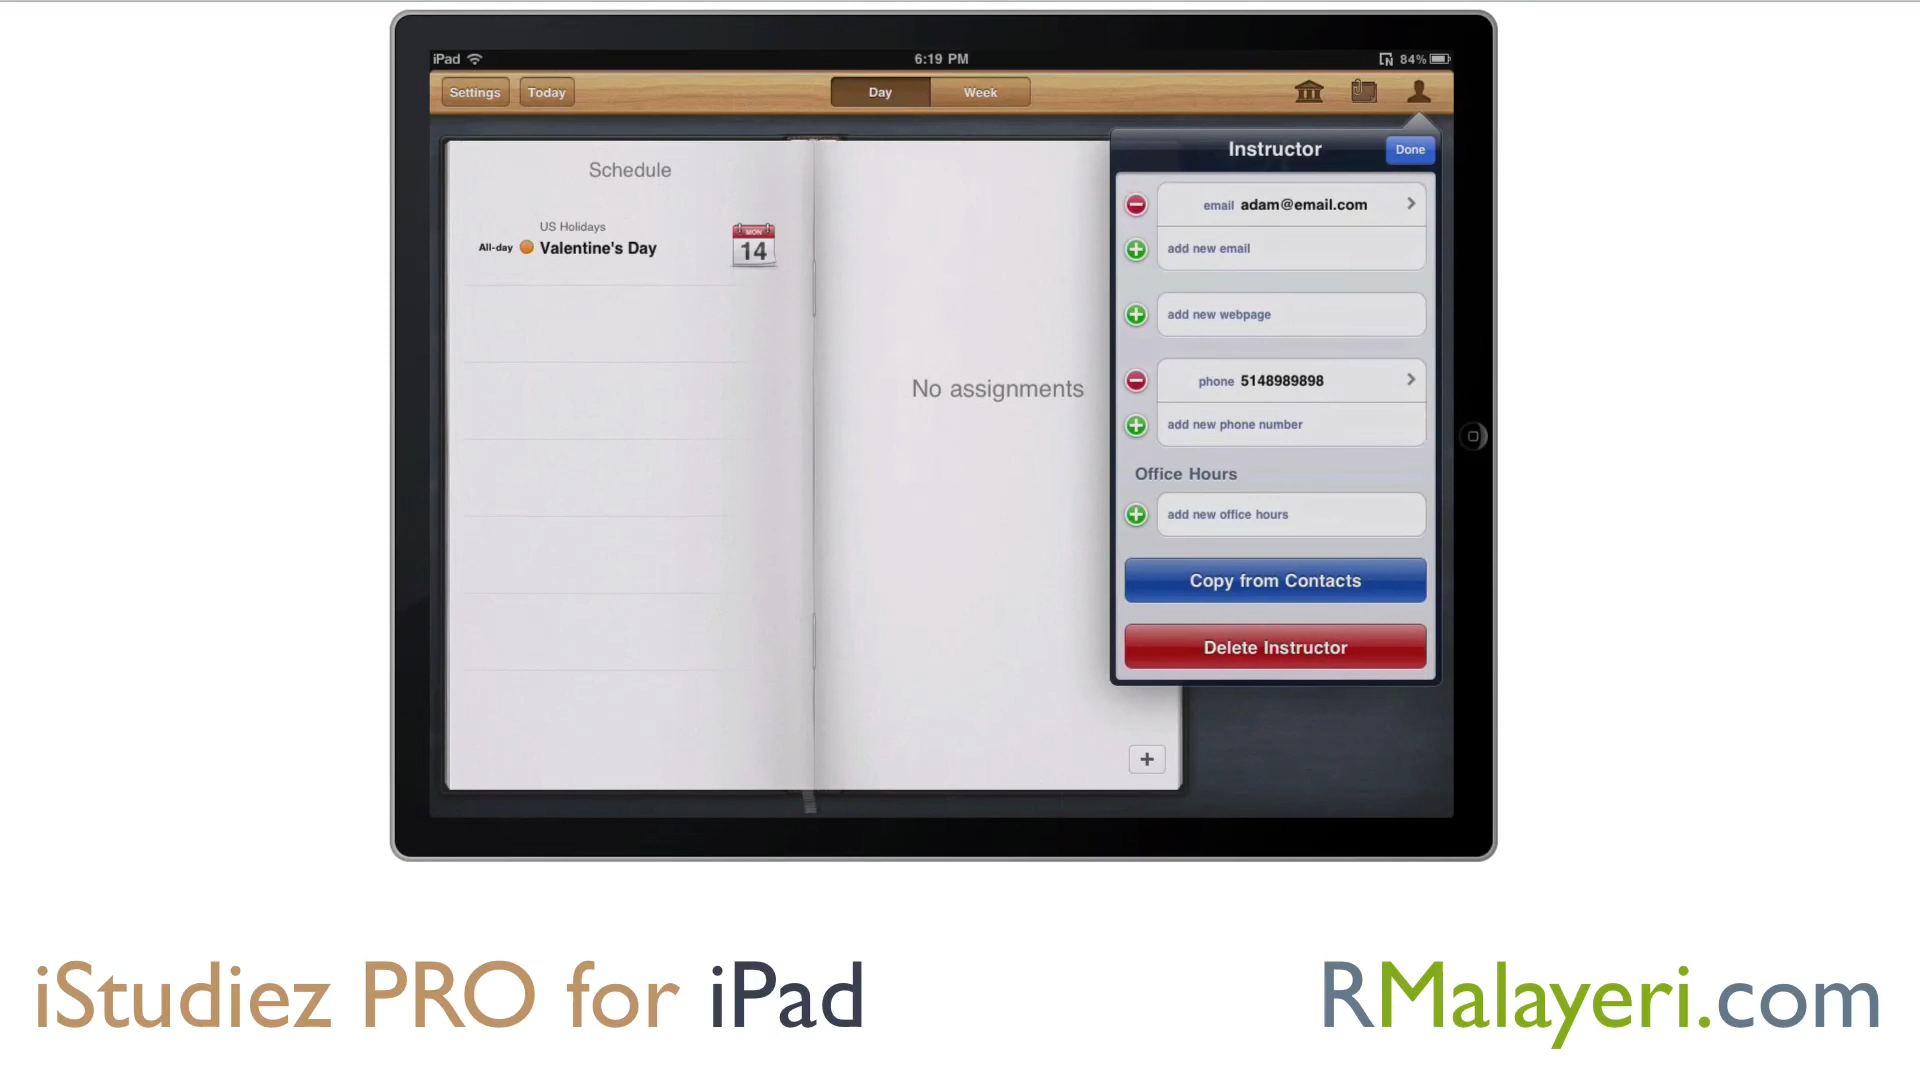 iPad
6:19 PM
84%
Settings
Today
Day
Week
Schedule
US Holidays
All-day
Valentine's Day
MON
14
No assignments
+
Instructor
Done
email adam@email.com
add new email
add new webpage
phone 5148989898
add new phone number
Office Hours
add new office hours
Copy from Contacts
Delete Instructor
iStudiez PRO for iPad
RMalayeri.com